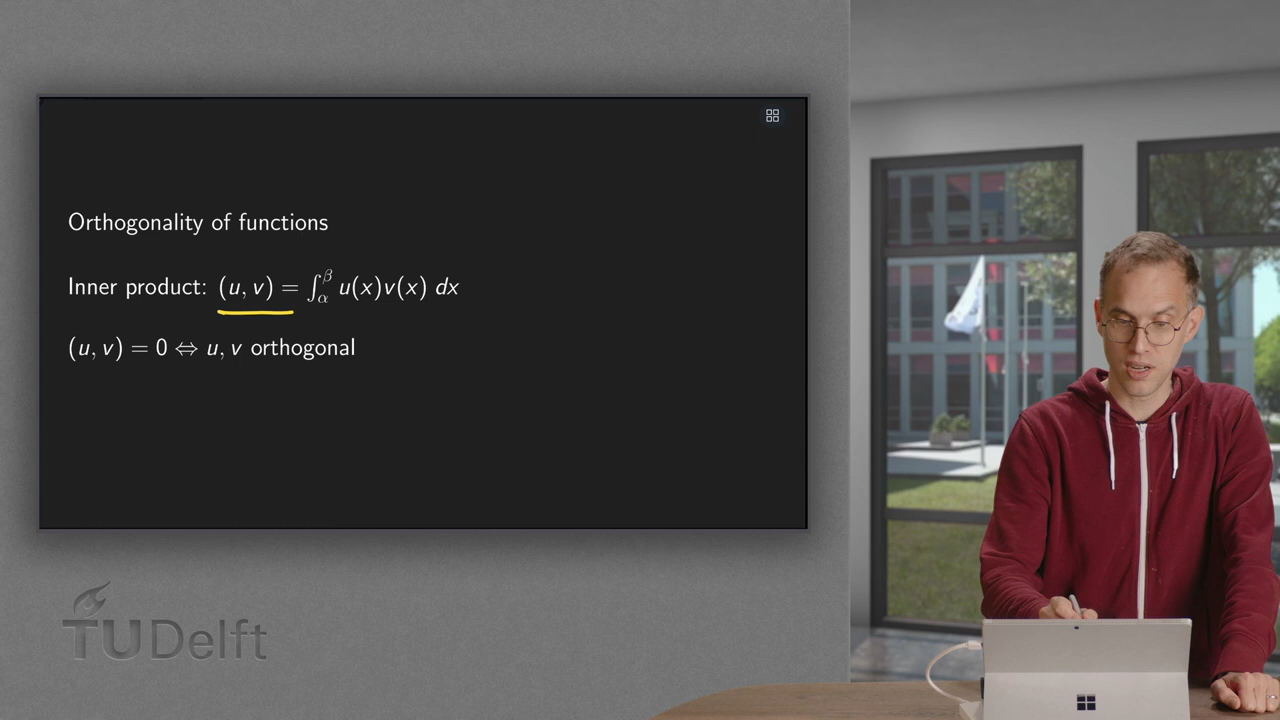 Orthogonality of functions
Inner product: (u, v) = ∫_α^β u(x)v(x) dx
(u, v) = 0 ⇔ u, v orthogonal
TUDelft